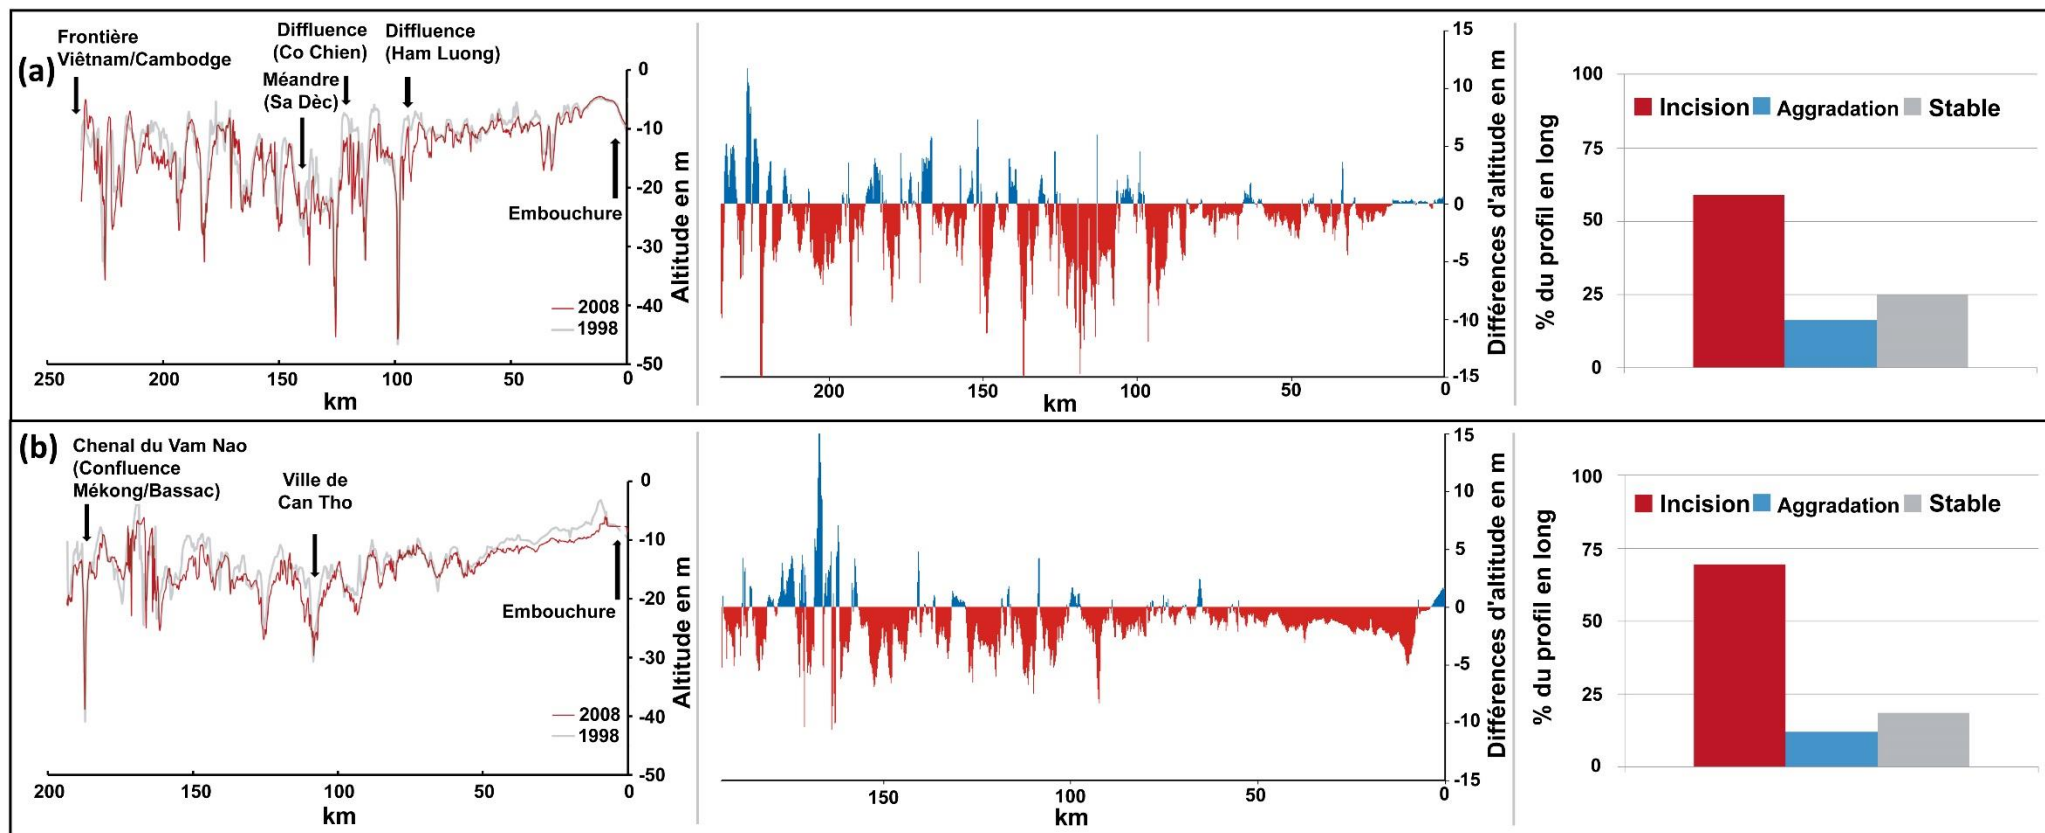 (a)
Frontière
Viêtnam/Cambodge
Diffluence
(Co Chien)
Méandre
(Sa Dèc)
Diffluence
(Ham Luong)
Embouchure
2008
1998
0
-10
-20
-30
-40
-50
Altitude en m
250
200
150
100
50
0
km
15
10
5
0
-5
-10
-15
Différences d'altitude en m
200
150
100
50
0
km
100
75
50
25
0
% du profil en long
Incision
Aggradation
Stable
(b)
Chenal du Vam Nao
(Confluence
Mékong/Bassac)
Ville de
Can Tho
Embouchure
2008
1998
0
-10
-20
-30
-40
-50
Altitude en m
200
150
100
50
0
km
15
10
5
0
-5
-10
-15
Différences d'altitude en m
150
100
50
0
km
100
75
50
25
0
% du profil en long
Incision
Aggradation
Stable